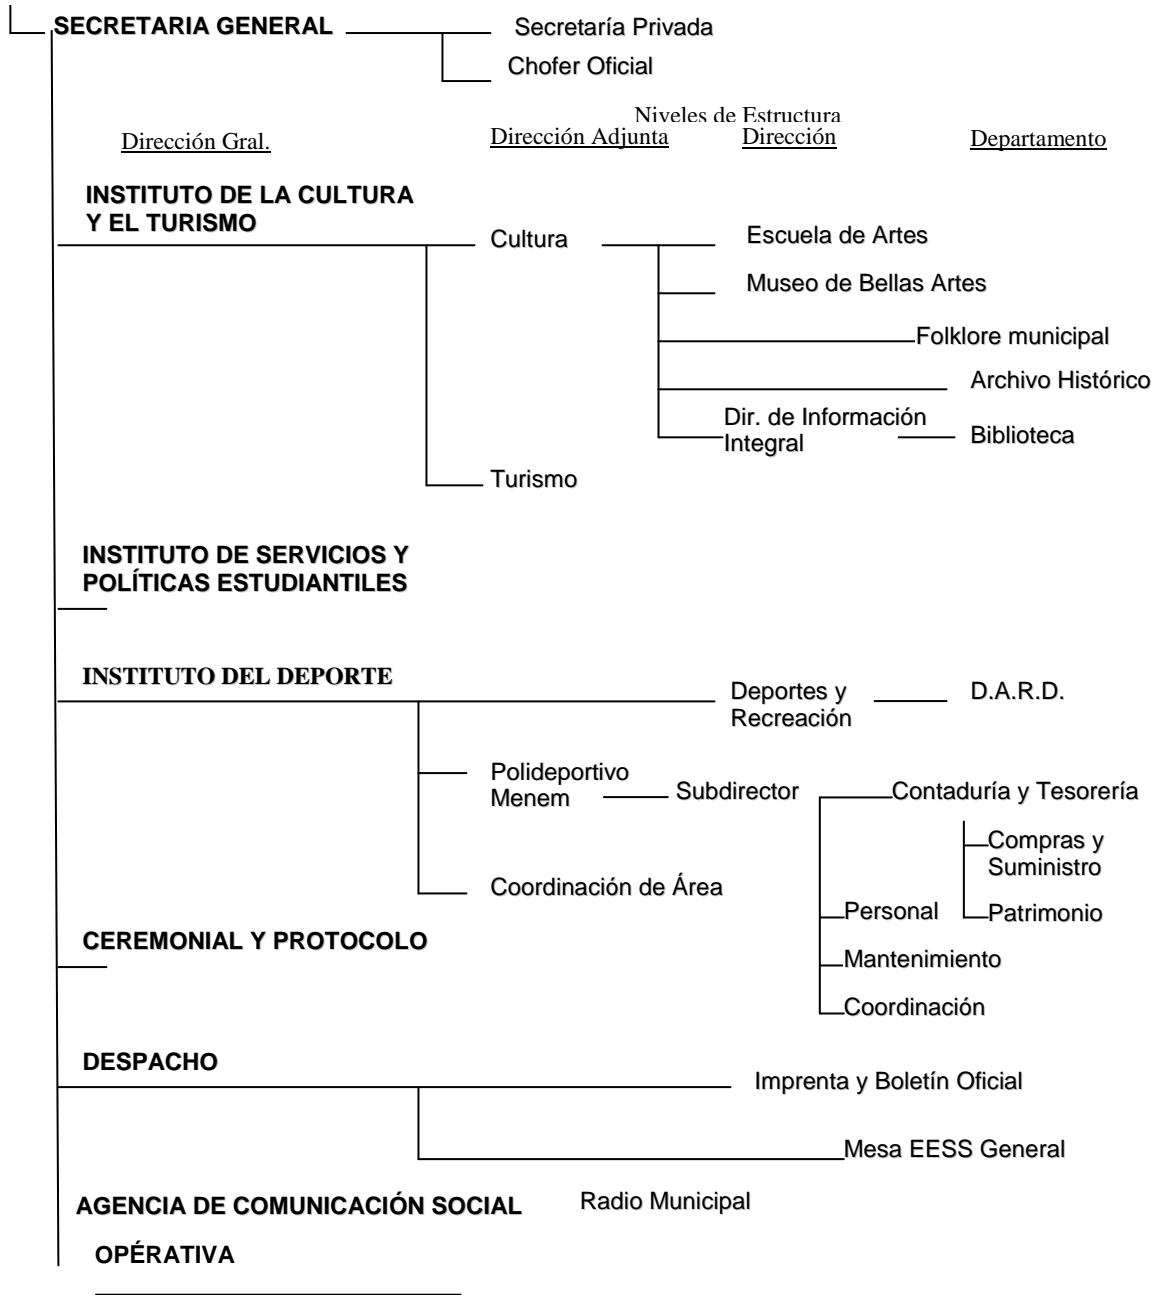 SECRETARIA GENERAL
Secretaría Privada
Chofer Oficial
Niveles de Estructura
Dirección Gral.
Dirección Adjunta
Dirección
Departamento
INSTITUTO DE LA CULTURA
Y EL TURISMO
Cultura
Escuela de Artes
Museo de Bellas Artes
Folklore municipal
Archivo Histórico
Dir. de Información
Integral
Biblioteca
Turismo
INSTITUTO DE SERVICIOS Y
POLÍTICAS ESTUDIANTILES
INSTITUTO DEL DEPORTE
Deportes y
Recreación
D.A.R.D.
Polideportivo
Menem
Subdirector
Contaduría y Tesorería
Compras y
Suministro
Coordinación de Área
Personal
Patrimonio
CEREMONIAL Y PROTOCOLO
Mantenimiento
Coordinación
DESPACHO
Imprenta y Boletín Oficial
Mesa EESS General
AGENCIA DE COMUNICACIÓN SOCIAL
Radio Municipal
OPÉRATIVA